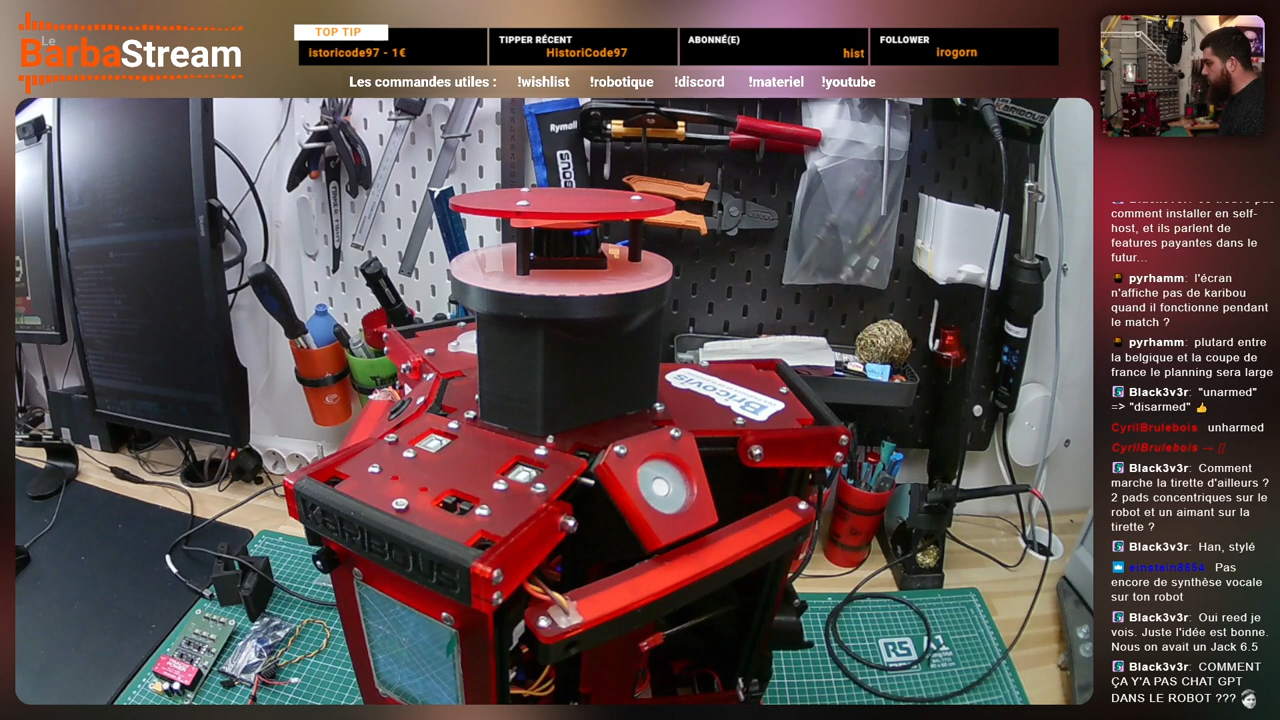 Le
BarbaStream
TOP TIP
istoricode97 - 1€
TIPPER RÉCENT
HistoriCode97
ABONNÉ(E)
hist
FOLLOWER
irogorn
Les commandes utiles : !wishlist !robotique !discord !materiel !youtube
Rymall
KARIBOUS
Bricovis
RS
A1
comment installer en self-
host, et ils parlent de
features payantes dans le
futur...
pyrhamm: l'écran
n'affiche pas de karibou
quand il fonctionne pendant
le match ?
pyrhamm: plutard entre
la belgique et la coupe de
france le planning sera large
Black3v3r: "unarmed"
=> "disarmed" 👍
CyrilBrulebois unharmed
CyrilBrulebois → []
Black3v3r: Comment
marche la tirette d'ailleurs ?
2 pads concentriques sur le
robot et un aimant sur la
tirette ?
Black3v3r: Han, stylé
einstein8854 Pas
encore de synthèse vocale
sur ton robot
Black3v3r: Oui reed je
vois. Juste l'idée est bonne.
Nous on avait un Jack 6.5
Black3v3r: COMMENT
ÇA Y'A PAS CHAT GPT
DANS LE ROBOT ???